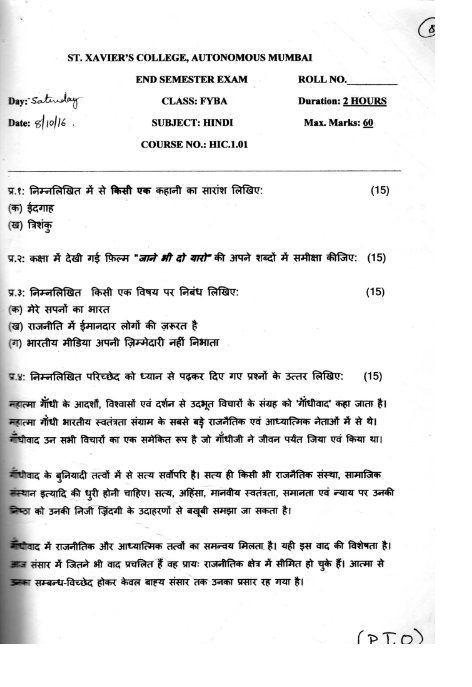 ST. XAVIER'S COLLEGE, AUTONOMOUS MUMBAI
END SEMESTER EXAM ROLL NO.________
Day: Saturday CLASS: FYBA Duration: 2 HOURS
Date: 8/10/16 . SUBJECT: HINDI Max. Marks: 60
COURSE NO.: HIC.1.01
प्र.१: निम्नलिखित में से किसी एक कहानी का सारांश लिखिए: (15)
(क) ईदगाह
(ख) त्रिशंकु
प्र.२: कक्षा में देखी गई फ़िल्म "जाने भी दो यारो" की अपने शब्दों में समीक्षा कीजिए: (15)
प्र.३: निम्नलिखित किसी एक विषय पर निबंध लिखिए: (15)
(क) मेरे सपनों का भारत
(ख) राजनीति में ईमानदार लोगों की ज़रूरत है
(ग) भारतीय मीडिया अपनी ज़िम्मेदारी नहीं निभाता
प्र.४: निम्नलिखित परिच्छेद को ध्यान से पढ़कर दिए गए प्रश्नों के उत्तर लिखिए: (15)
महात्मा गाँधी के आदर्शों, विश्वासों एवं दर्शन से उदभूत विचारों के संग्रह को 'गाँधीवाद' कहा जाता है।
महात्मा गाँधी भारतीय स्वतंत्रता संग्राम के सबसे बड़े राजनैतिक एवं आध्यात्मिक नेताओं में से थे।
गाँधीवाद उन सभी विचारों का एक समेकित रूप है जो गाँधीजी ने जीवन पर्यंत जिया एवं किया था।
गाँधीवाद के बुनियादी तत्वों में से सत्य सर्वोपरि है। सत्य ही किसी भी राजनैतिक संस्था, सामाजिक
संस्थान इत्यादि की धुरी होनी चाहिए। सत्य, अहिंसा, मानवीय स्वतंत्रता, समानता एवं न्याय पर उनकी
निष्ठा को उनकी निजी ज़िंदगी के उदाहरणों से बखूबी समझा जा सकता है।
गाँधीवाद में राजनैतिक और आध्यात्मिक तत्वों का समन्वय मिलता है। यही इस वाद की विशेषता है।
आज संसार में जितने भी वाद प्रचलित हैं वह प्रायः राजनीतिक क्षेत्र में सीमित हो चुके हैं। आत्मा से
उनका सम्बन्ध-विच्छेद होकर केवल बाह्य संसार तक उनका प्रसार रह गया है।
(P.T.O)